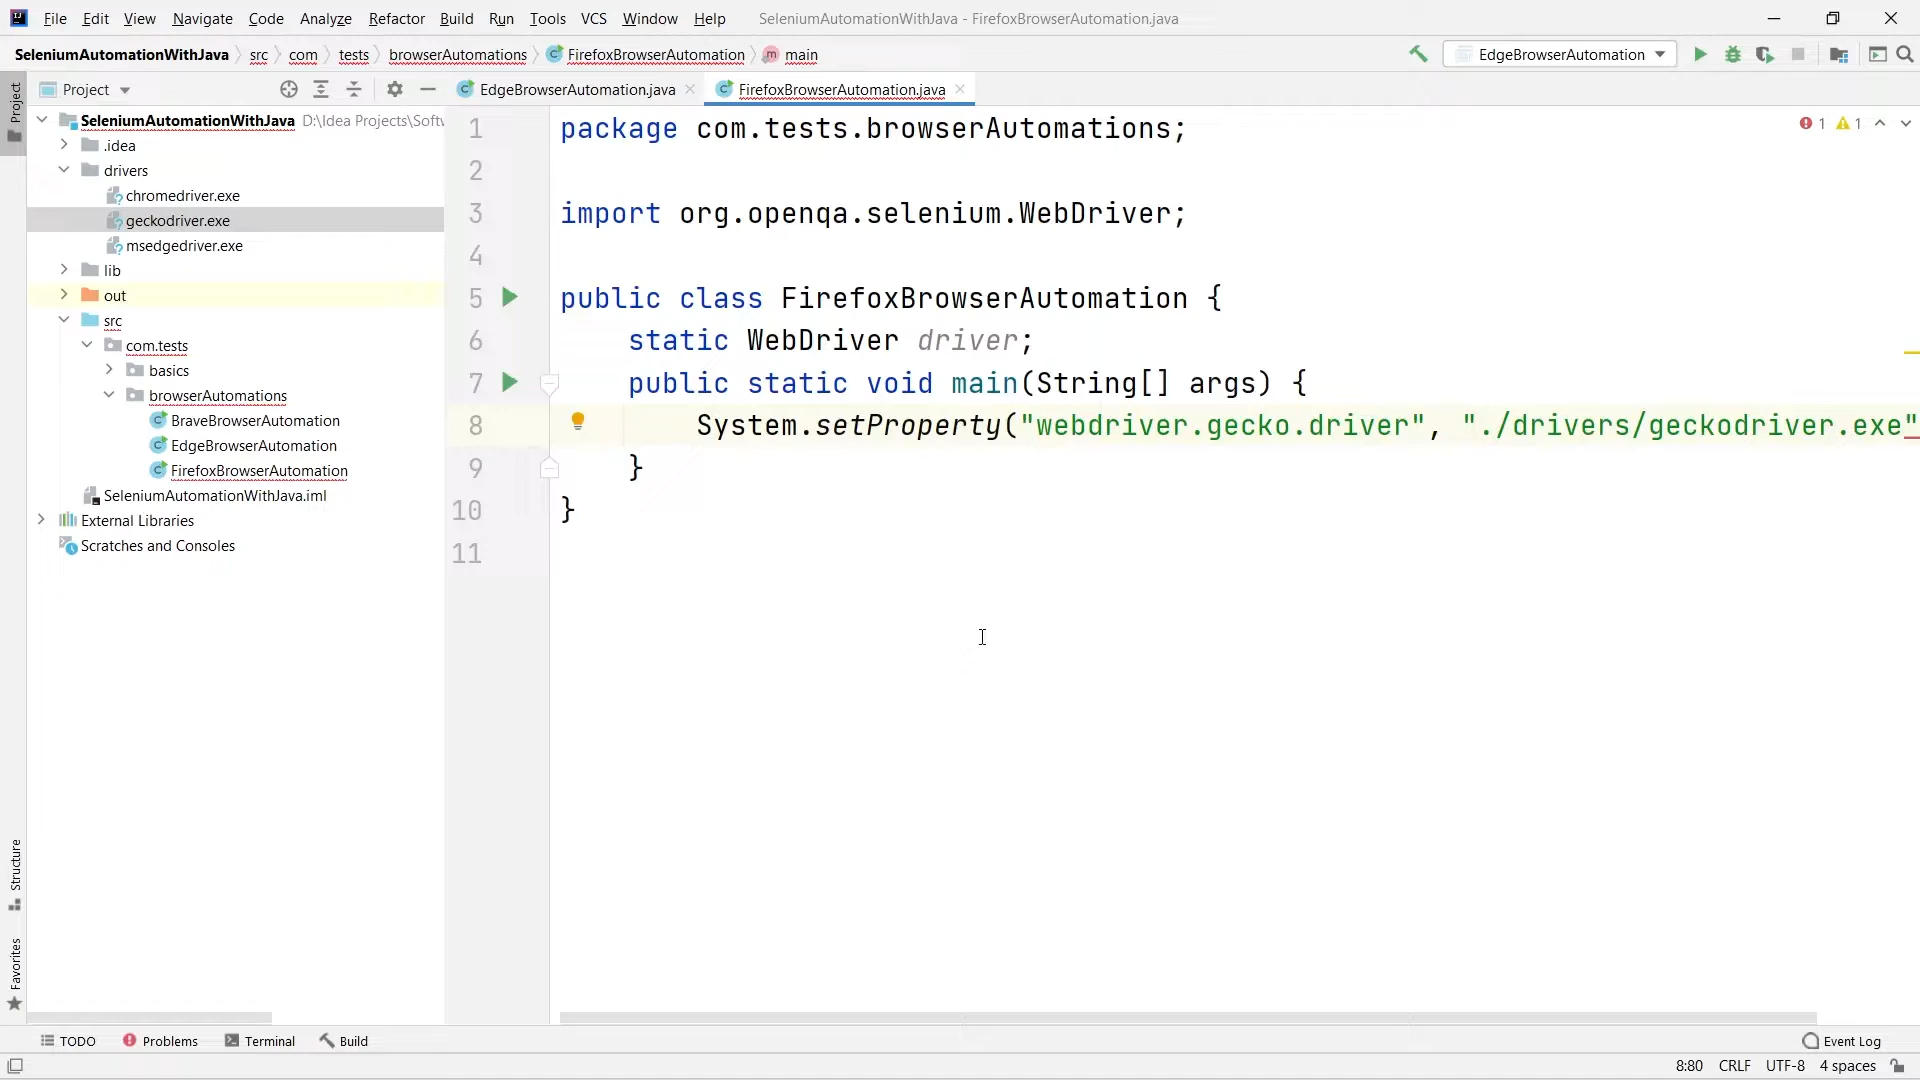 File Edit View Navigate Code Analyze Refactor Build Run Tools VCS Window Help SeleniumAutomationWithJava - FirefoxBrowserAutomation.java
SeleniumAutomationWithJava src com tests browserAutomations FirefoxBrowserAutomation main EdgeBrowserAutomation
Project
Project
EdgeBrowserAutomation.java FirefoxBrowserAutomation.java
SeleniumAutomationWithJava D:\Idea Projects\Softw
.idea
drivers
chromedriver.exe
geckodriver.exe
msedgedriver.exe
lib
out
src
com.tests
basics
browserAutomations
BraveBrowserAutomation
EdgeBrowserAutomation
FirefoxBrowserAutomation
SeleniumAutomationWithJava.iml
External Libraries
Scratches and Consoles
1 package com.tests.browserAutomations;
2
3 import org.openqa.selenium.WebDriver;
4
5 public class FirefoxBrowserAutomation {
6 static WebDriver driver;
7 public static void main(String[] args) {
8 System.setProperty("webdriver.gecko.driver", "./drivers/geckodriver.exe"
9 }
10 }
11
1 1
Structure
Favorites
TODO Problems Terminal Build Event Log
8:80 CRLF UTF-8 4 spaces